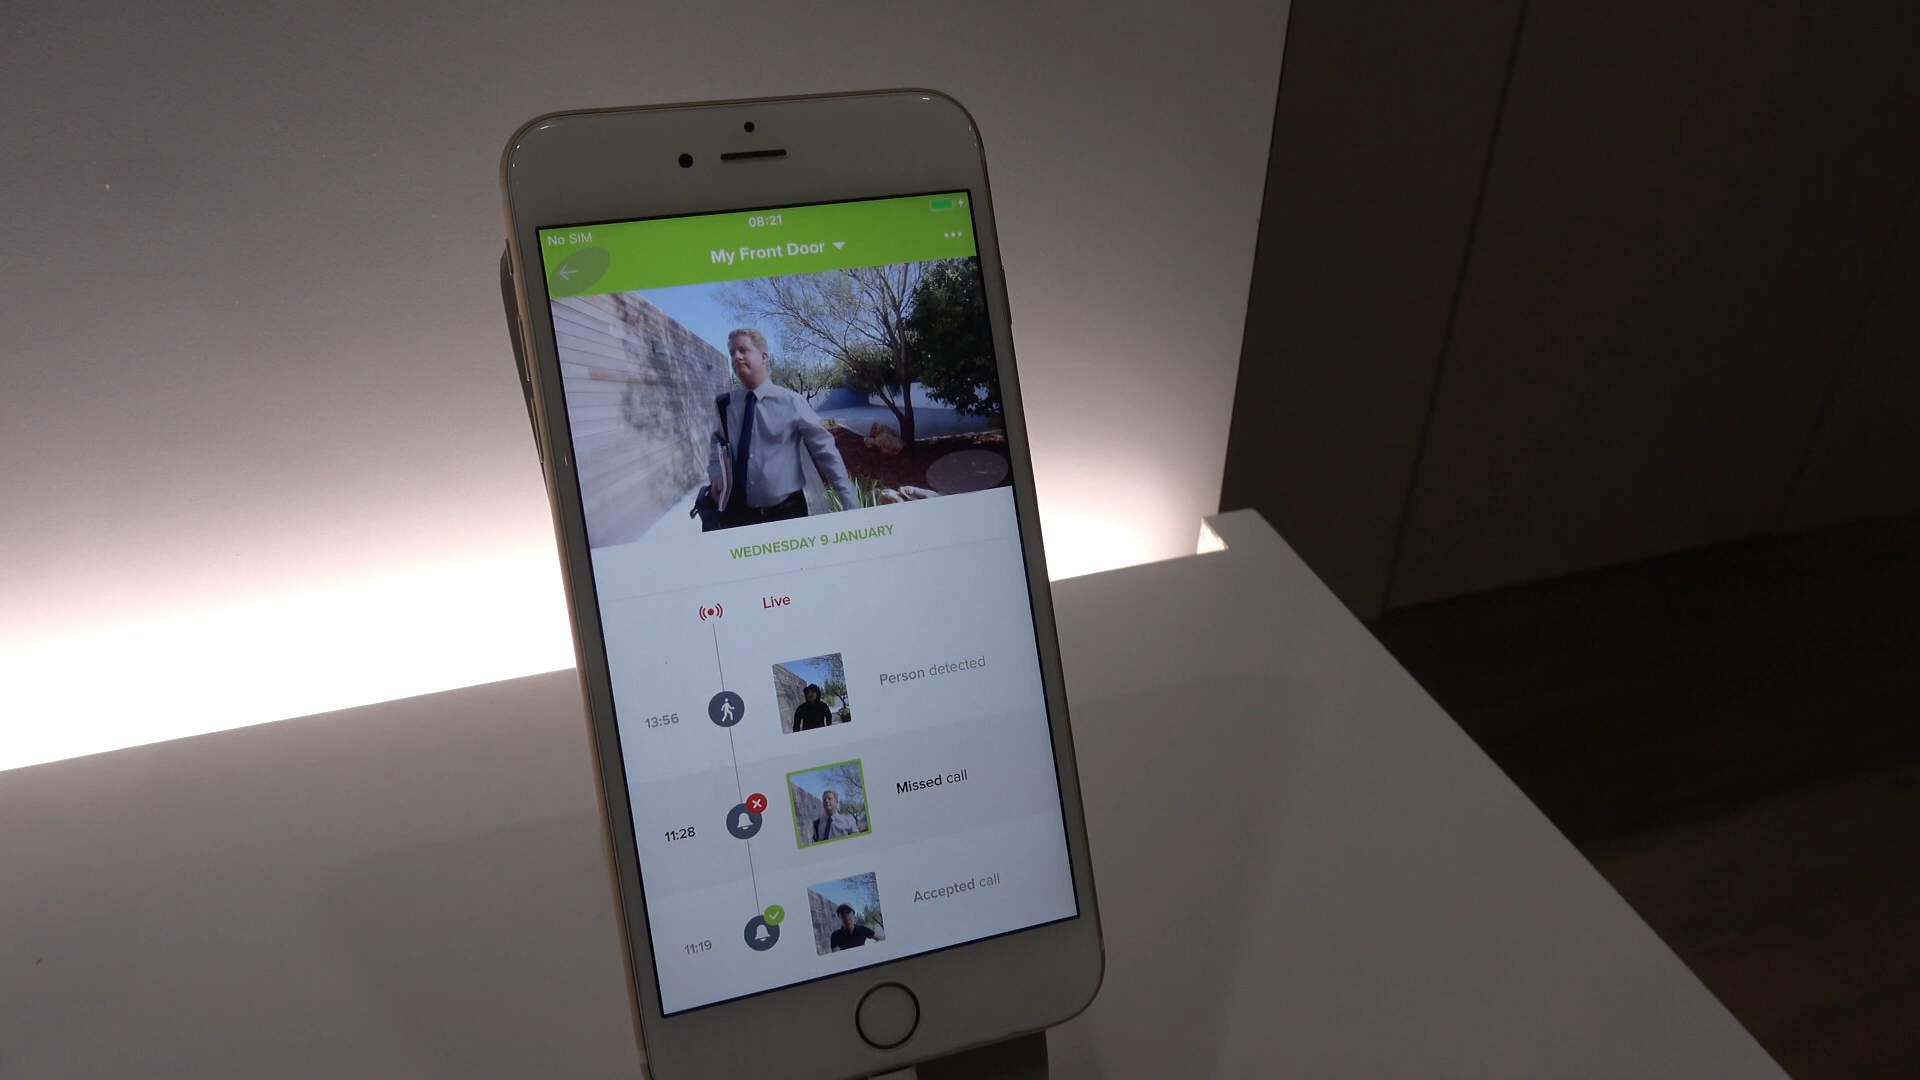 08:21
No SIM
My Front Door
WEDNESDAY 9 JANUARY
Live
Person detected
13:56
Missed call
11:28
Accepted call
11:19